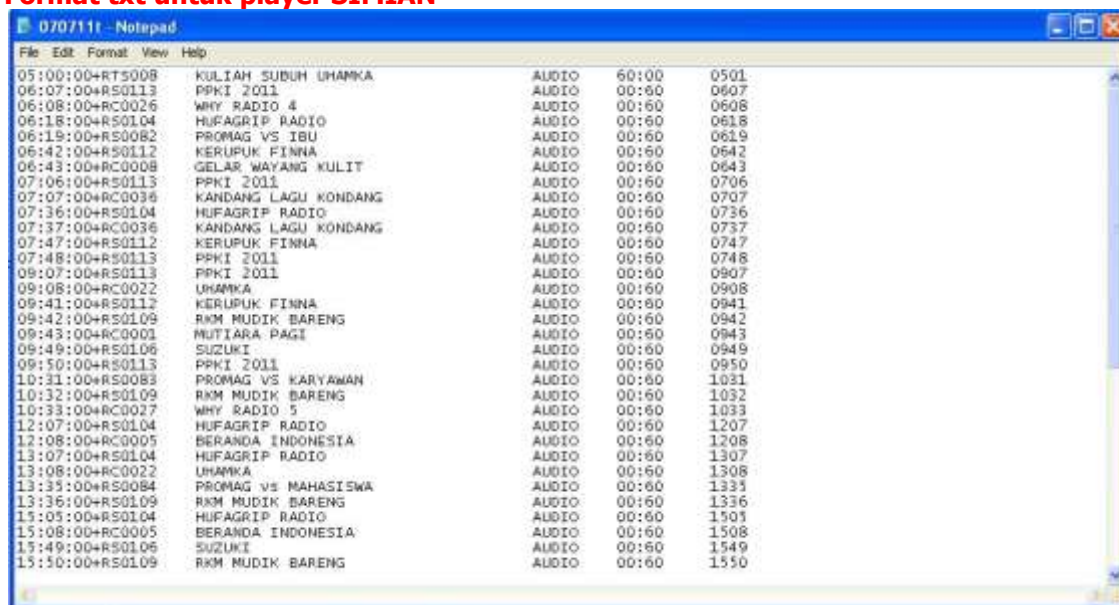 Format txt untuk player SIMIAN
070711t - Notepad
File Edit Format View Help
05:00:00+RTS008 KULIAH SUBUH UHAMKA AUDIO 60:00 0501
06:07:00+RS0113 PPKI 2011 AUDIO 00:60 0607
06:08:00+RC0026 WHY RADIO 4 AUDIO 00:60 0608
06:18:00+RS0104 HUFAGRIP RADIO AUDIO 00:60 0618
06:19:00+RS0082 PROMAG VS IBU AUDIO 00:60 0619
06:42:00+RS0112 KERUPUK FINNA AUDIO 00:60 0642
06:43:00+RC0008 GELAR WAYANG KULIT AUDIO 00:60 0643
07:06:00+RS0113 PPKI 2011 AUDIO 00:60 0706
07:07:00+RC0036 KANDANG LAGU KONDANG AUDIO 00:60 0707
07:36:00+RS0104 HUFAGRIP RADIO AUDIO 00:60 0736
07:37:00+RC0036 KANDANG LAGU KONDANG AUDIO 00:60 0737
07:47:00+RS0112 KERUPUK FINNA AUDIO 00:60 0747
07:48:00+RS0113 PPKI 2011 AUDIO 00:60 0748
09:07:00+RS0113 PPKI 2011 AUDIO 00:60 0907
09:08:00+RC0022 UHAMKA AUDIO 00:60 0908
09:41:00+RS0112 KERUPUK FINNA AUDIO 00:60 0941
09:42:00+RS0109 RKM MUDIK BARENG AUDIO 00:60 0942
09:43:00+RC0001 MUTIARA PAGI AUDIO 00:60 0943
09:49:00+RS0106 SUZUKI AUDIO 00:60 0949
09:50:00+RS0113 PPKI 2011 AUDIO 00:60 0950
10:31:00+RS0083 PROMAG VS KARYAWAN AUDIO 00:60 1031
10:32:00+RS0109 RKM MUDIK BARENG AUDIO 00:60 1032
10:33:00+RC0027 WHY RADIO 5 AUDIO 00:60 1033
12:07:00+RS0104 HUFAGRIP RADIO AUDIO 00:60 1207
12:08:00+RC0005 BERANDA INDONESIA AUDIO 00:60 1208
13:07:00+RS0104 HUFAGRIP RADIO AUDIO 00:60 1307
13:08:00+RC0022 UHAMKA AUDIO 00:60 1308
13:35:00+RS0084 PROMAG vs MAHASISWA AUDIO 00:60 1335
13:36:00+RS0109 RKM MUDIK BARENG AUDIO 00:60 1336
15:05:00+RS0104 HUFAGRIP RADIO AUDIO 00:60 1505
15:08:00+RC0005 BERANDA INDONESIA AUDIO 00:60 1508
15:49:00+RS0106 SUZUKI AUDIO 00:60 1549
15:50:00+RS0109 RKM MUDIK BARENG AUDIO 00:60 1550